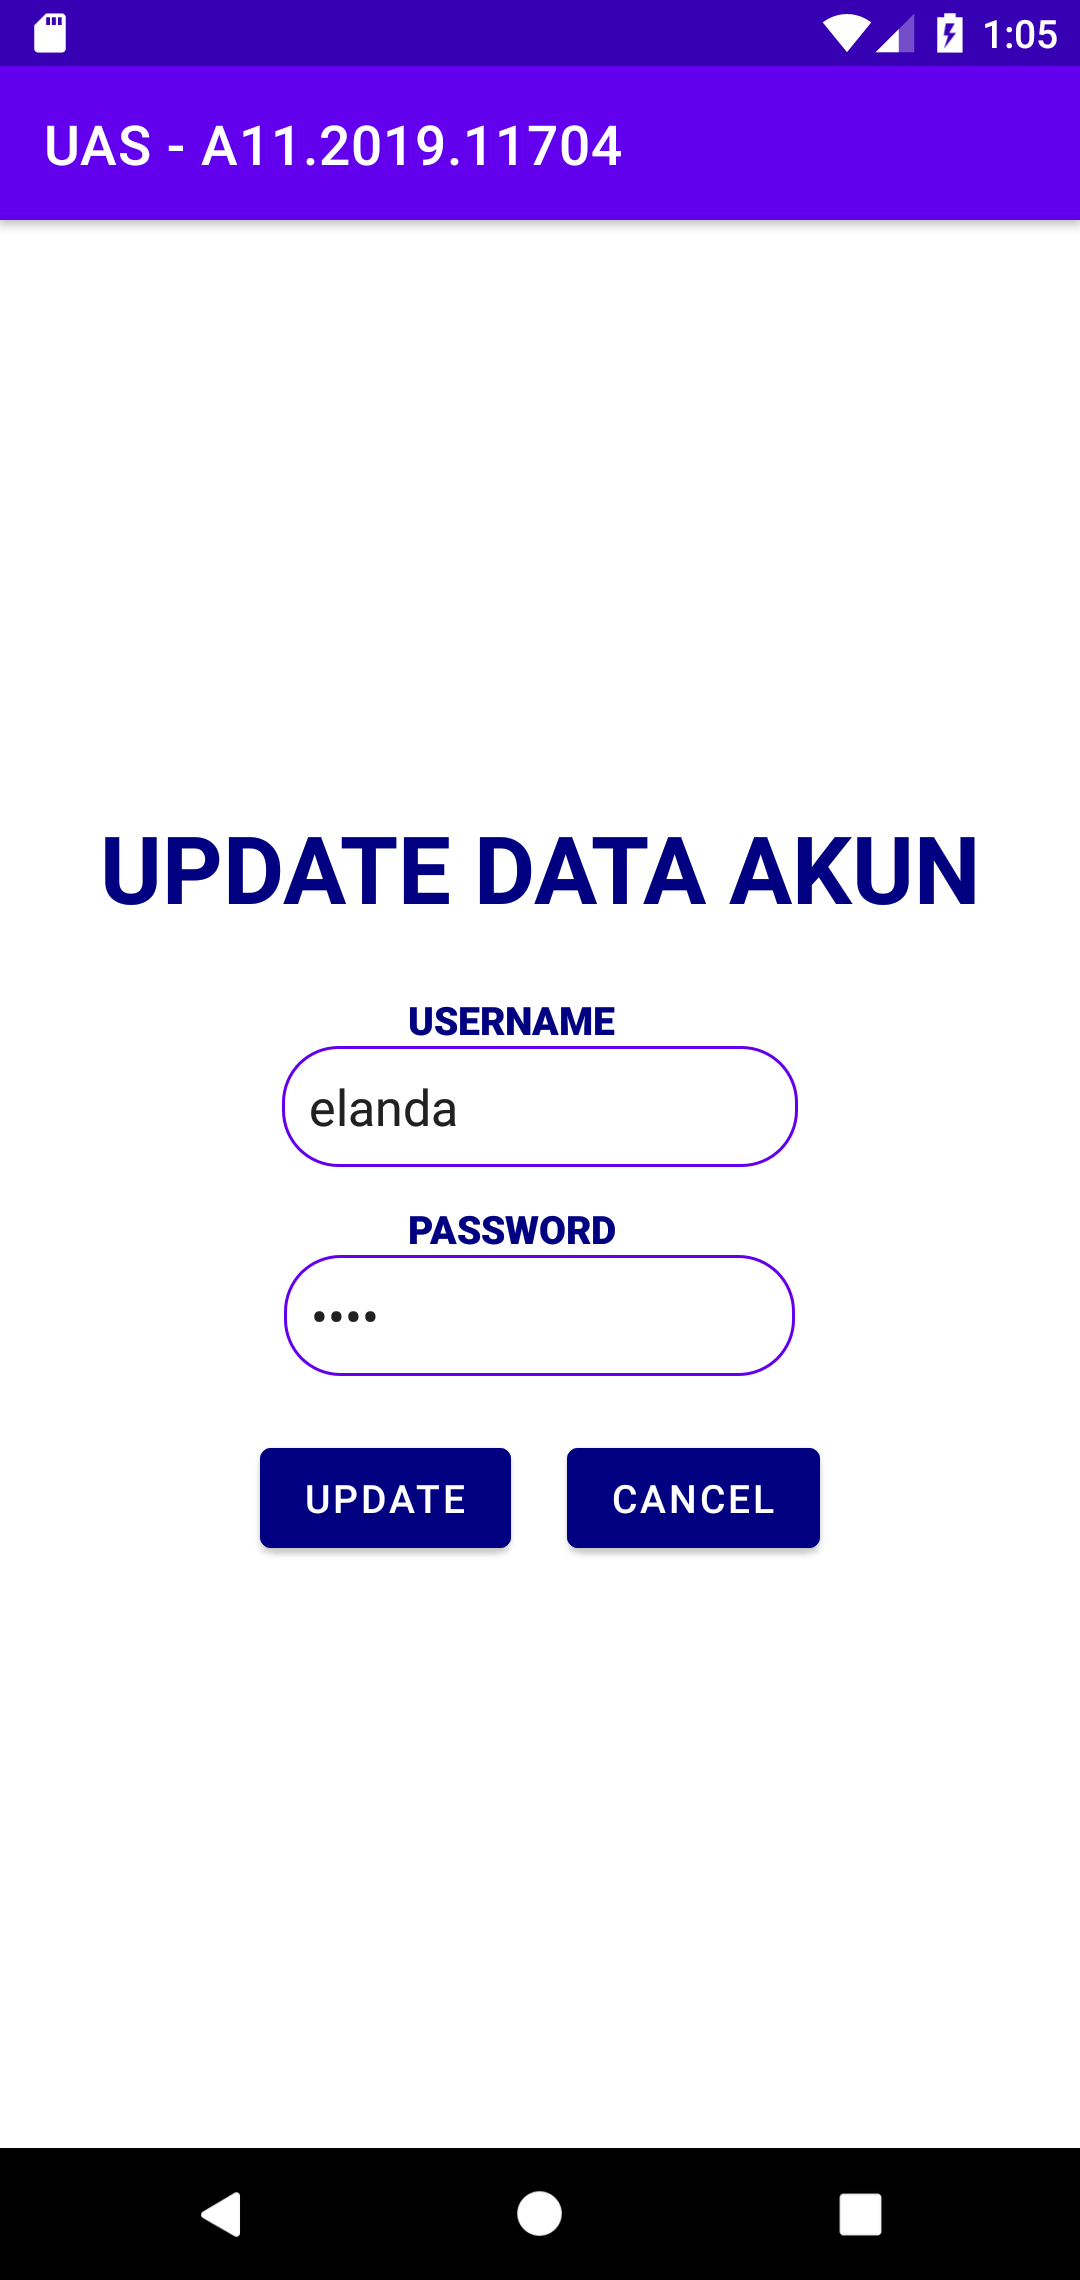 1:05
UAS - A11.2019.11704
UPDATE DATA AKUN
USERNAME
elanda
PASSWORD
••••
UPDATE
CANCEL